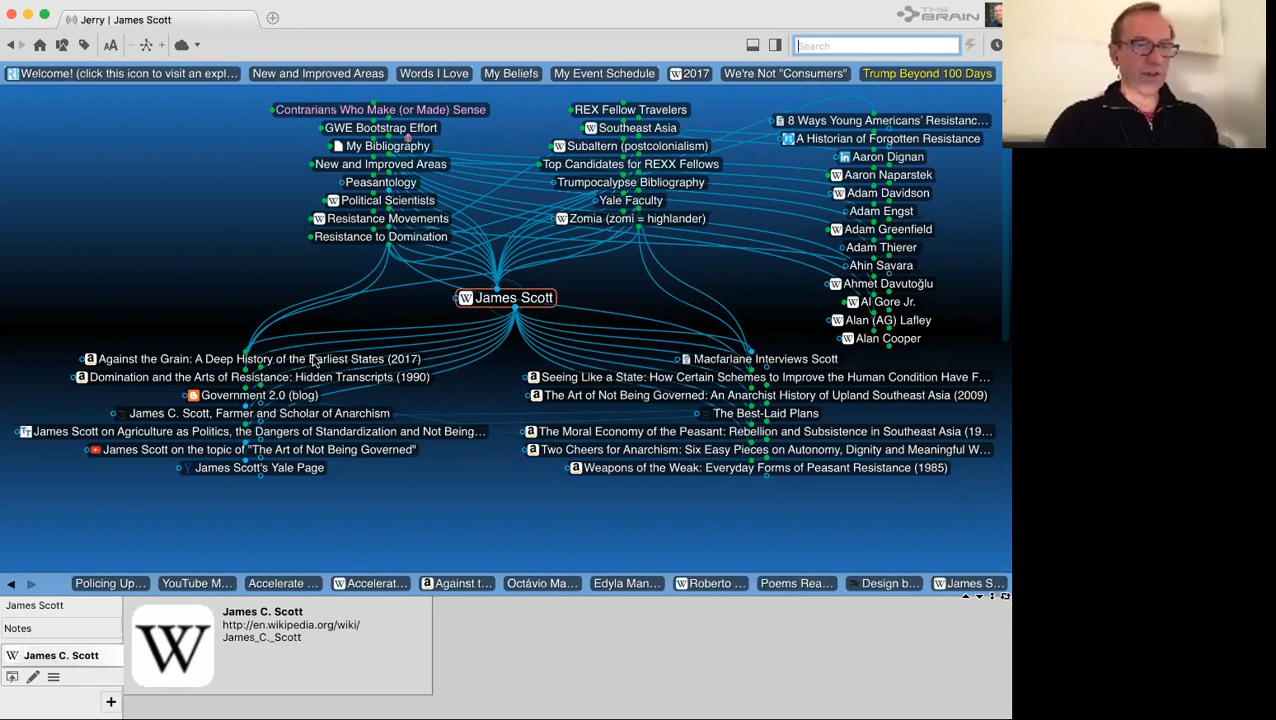 Jerry | James Scott
THE BRAIN
Search
Welcome! (click this icon to visit an expl...
New and Improved Areas
Words I Love
My Beliefs
My Event Schedule
2017
We're Not "Consumers"
Trump Beyond 100 Days
Contrarians Who Make (or Made) Sense
GWE Bootstrap Effort
My Bibliography
New and Improved Areas
Peasantology
Political Scientists
Resistance Movements
Resistance to Domination
REX Fellow Travelers
Southeast Asia
Subaltern (postcolonialism)
Top Candidates for REXX Fellows
Trumpocalypse Bibliography
Yale Faculty
Zomia (zomi = highlander)
8 Ways Young Americans' Resistanc...
A Historian of Forgotten Resistance
Aaron Dignan
Aaron Naparstek
Adam Davidson
Adam Engst
Adam Greenfield
Adam Thierer
Ahin Savara
Ahmet Davutoğlu
Al Gore Jr.
Alan (AG) Lafley
Alan Cooper
James Scott
Against the Grain: A Deep History of the Earliest States (2017)
Domination and the Arts of Resistance: Hidden Transcripts (1990)
Government 2.0 (blog)
James C. Scott, Farmer and Scholar of Anarchism
James Scott on Agriculture as Politics, the Dangers of Standardization and Not Being...
James Scott on the topic of "The Art of Not Being Governed"
James Scott's Yale Page
Macfarlane Interviews Scott
Seeing Like a State: How Certain Schemes to Improve the Human Condition Have F...
The Art of Not Being Governed: An Anarchist History of Upland Southeast Asia (2009)
The Best-Laid Plans
The Moral Economy of the Peasant: Rebellion and Subsistence in Southeast Asia (19...
Two Cheers for Anarchism: Six Easy Pieces on Autonomy, Dignity and Meaningful W...
Weapons of the Weak: Everyday Forms of Peasant Resistance (1985)
Policing Up...
YouTube M...
Accelerate ...
Accelerat...
Against t...
Octávio Ma...
Edyla Man...
Roberto ...
Poems Rea...
Design b...
James S...
James Scott
Notes
James C. Scott
James C. Scott
http://en.wikipedia.org/wiki/
James_C._Scott